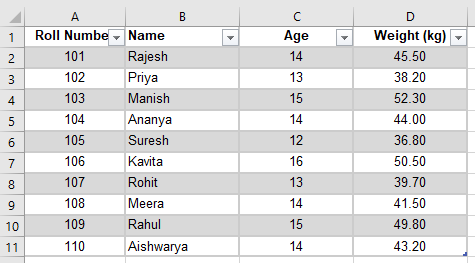 A B C D
1 Roll Numbe Name Age Weight (kg)
2 101 Rajesh 14 45.50
3 102 Priya 13 38.20
4 103 Manish 15 52.30
5 104 Ananya 14 44.00
6 105 Suresh 12 36.80
7 106 Kavita 16 50.50
8 107 Rohit 13 39.70
9 108 Meera 14 41.50
10 109 Rahul 15 49.80
11 110 Aishwarya 14 43.20